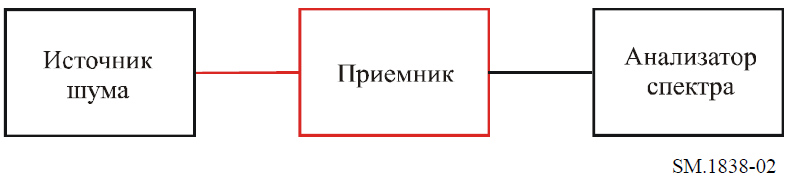 Источник
шума
Приемник
Анализатор
спектра
SM.1838-02